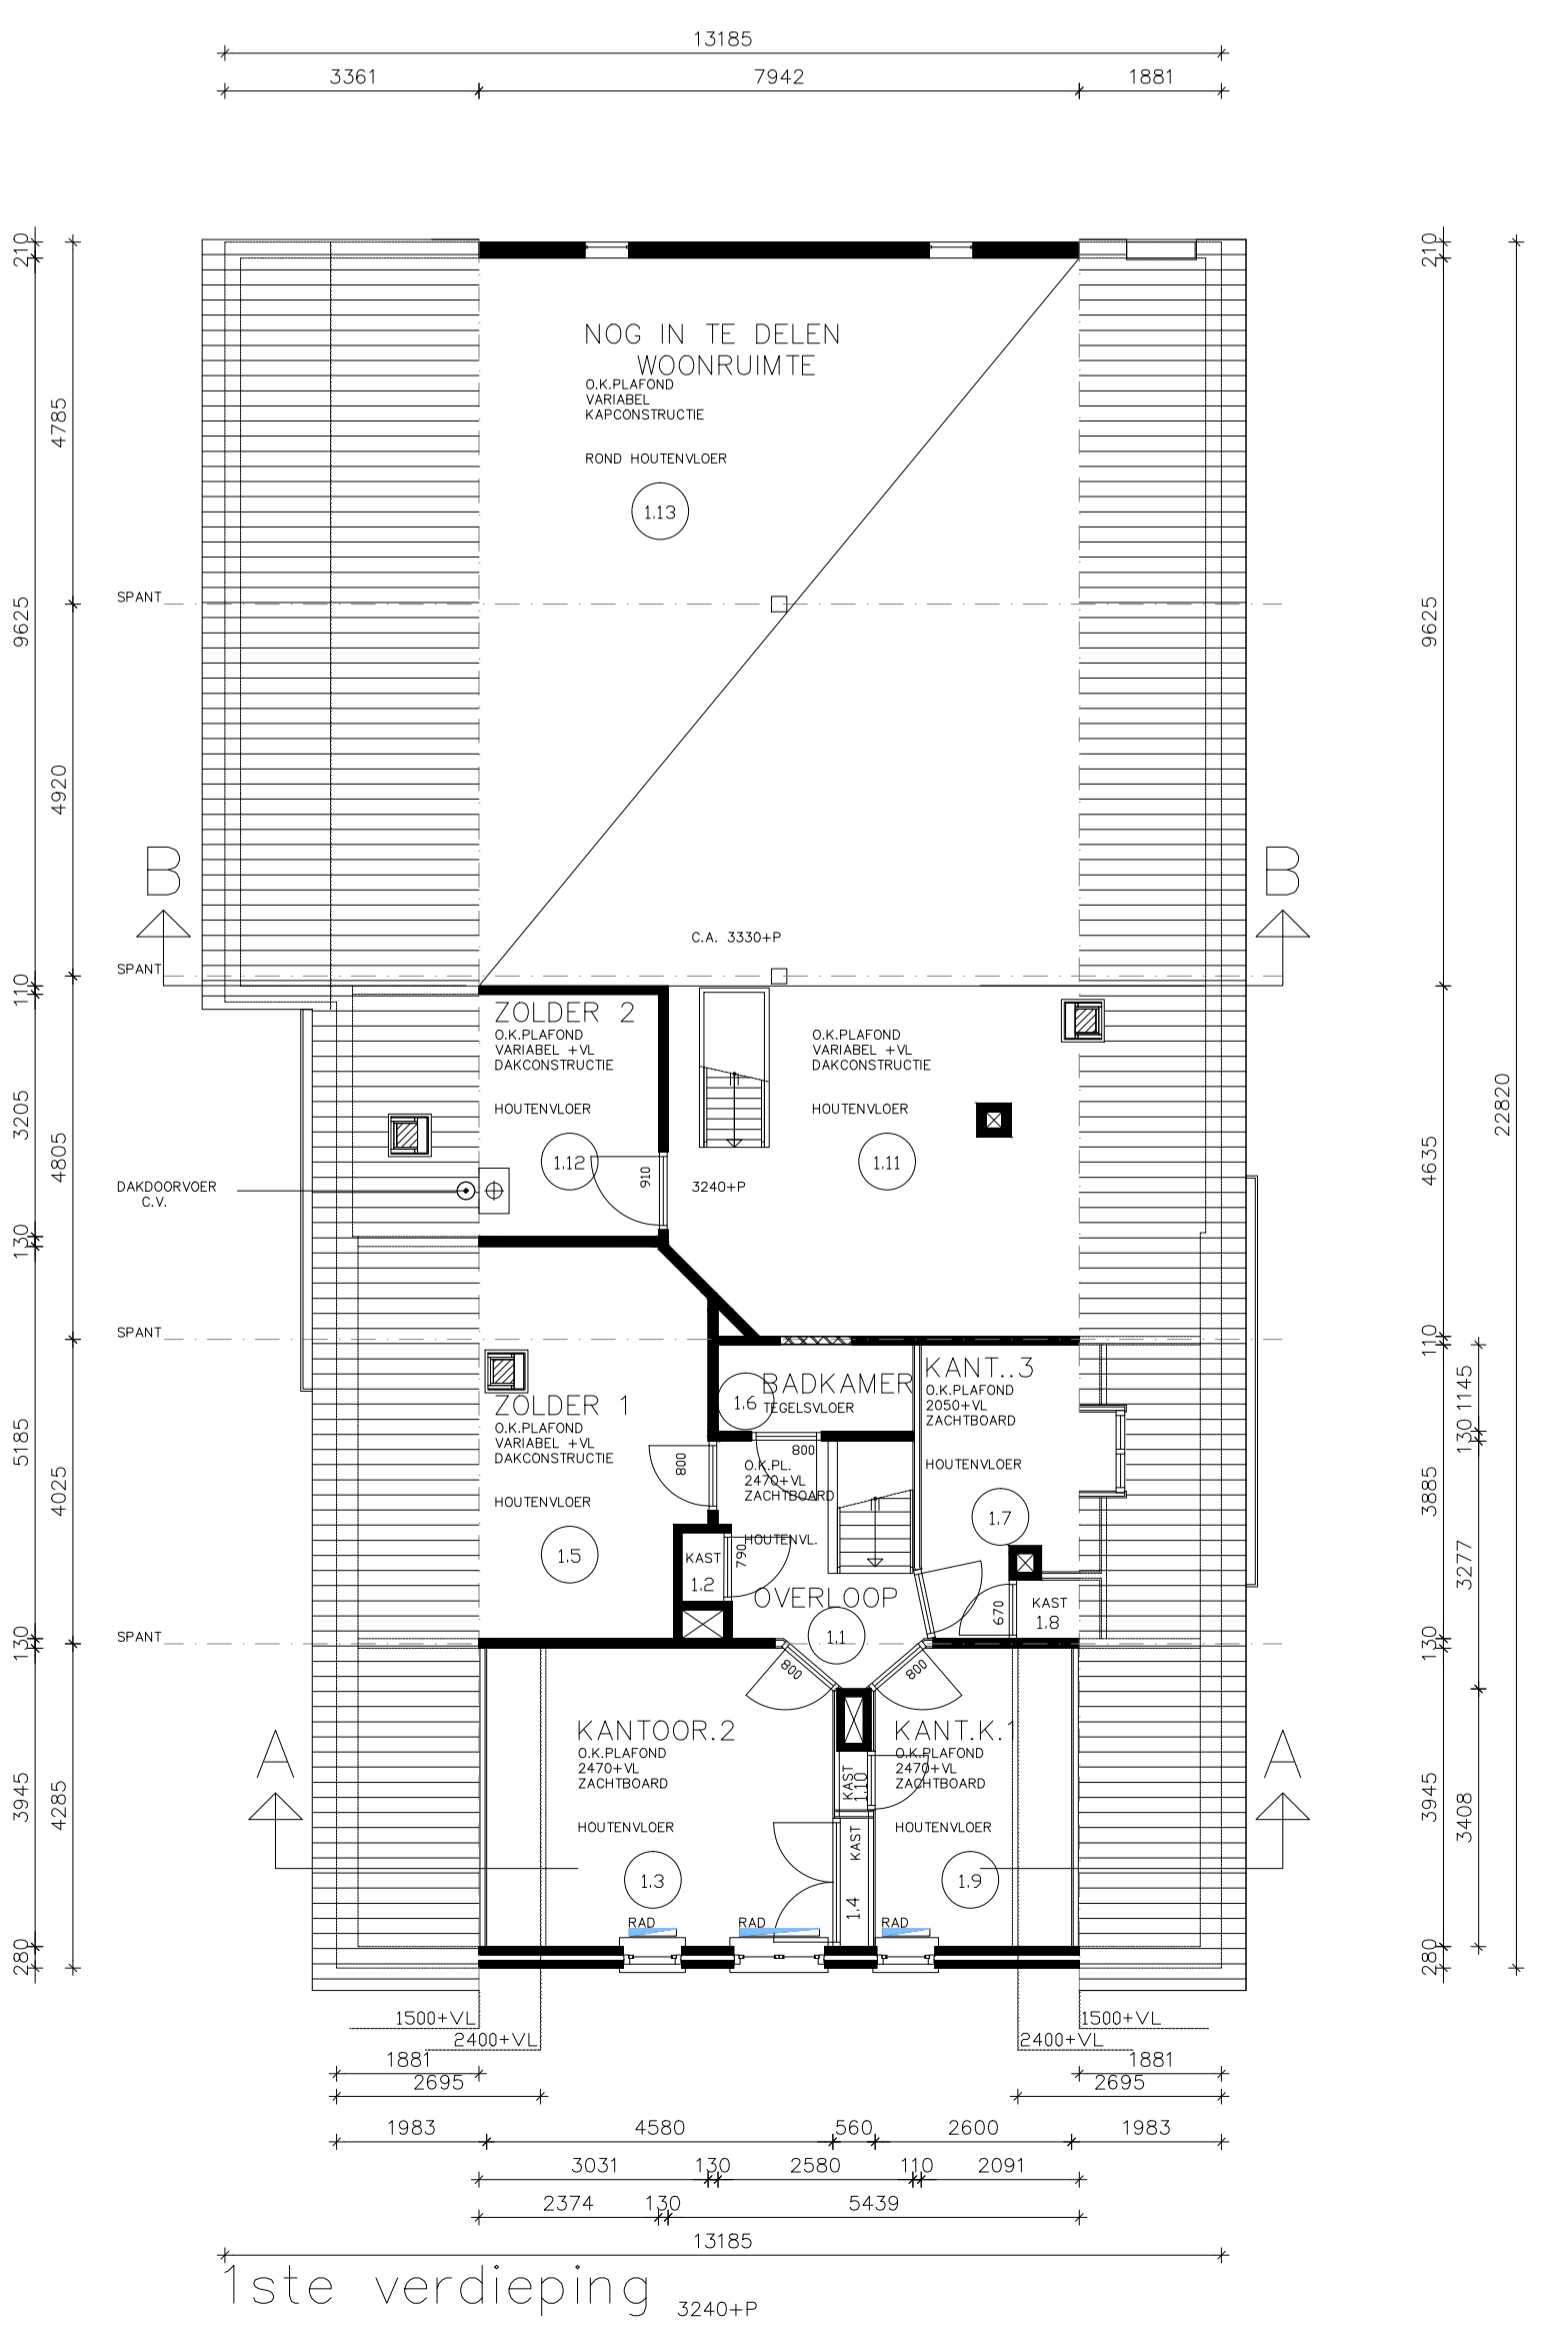 13185
3361
7942
1881
210
210
NOG IN TE DELEN
WOONRUIMTE
O.K.PLAFOND
VARIABEL
KAPCONSTRUCTIE
ROND HOUTENVLOER
1.13
4785
SPANT
9625
9625
4920
B
B
C.A. 3330+P
SPANT
110
ZOLDER 2
O.K.PLAFOND
VARIABEL +VL
DAKCONSTRUCTIE
HOUTENVLOER
1.12
910
O.K.PLAFOND
VARIABEL +VL
DAKCONSTRUCTIE
HOUTENVLOER
1.11
3240+P
3205
4805
22820
4635
DAKDOORVOER
C.V.
130
SPANT
110
BADKAMER
1.6
TEGELSVLOER
KANT..3
O.K.PLAFOND
2050+VL
ZACHTBOARD
HOUTENVLOER
1.7
1145
130
ZOLDER 1
O.K.PLAFOND
VARIABEL +VL
DAKCONSTRUCTIE
HOUTENVLOER
1.5
800
800
O.K.PL.
2470+VL
ZACHTBOARD
HOUTENVL.
790
KAST
1.2
OVERLOOP
1.1
670
KAST
1.8
5185
4025
3885
3277
SPANT
130
130
800
800
KANTOOR.2
O.K.PLAFOND
2470+VL
ZACHTBOARD
HOUTENVLOER
1.3
KANT.K.1
O.K.PLAFOND
2470+VL
ZACHTBOARD
HOUTENVLOER
1.9
KAST
1.10
KAST
1.4
A
A
3945
4285
3945
3408
RAD
RAD
RAD
280
280
1500+VL
1500+VL
2400+VL
2400+VL
1881
1881
2695
2695
1983
4580
560
2600
1983
3031
130
2580
110
2091
2374
130
5439
13185
1ste verdieping
3240+P